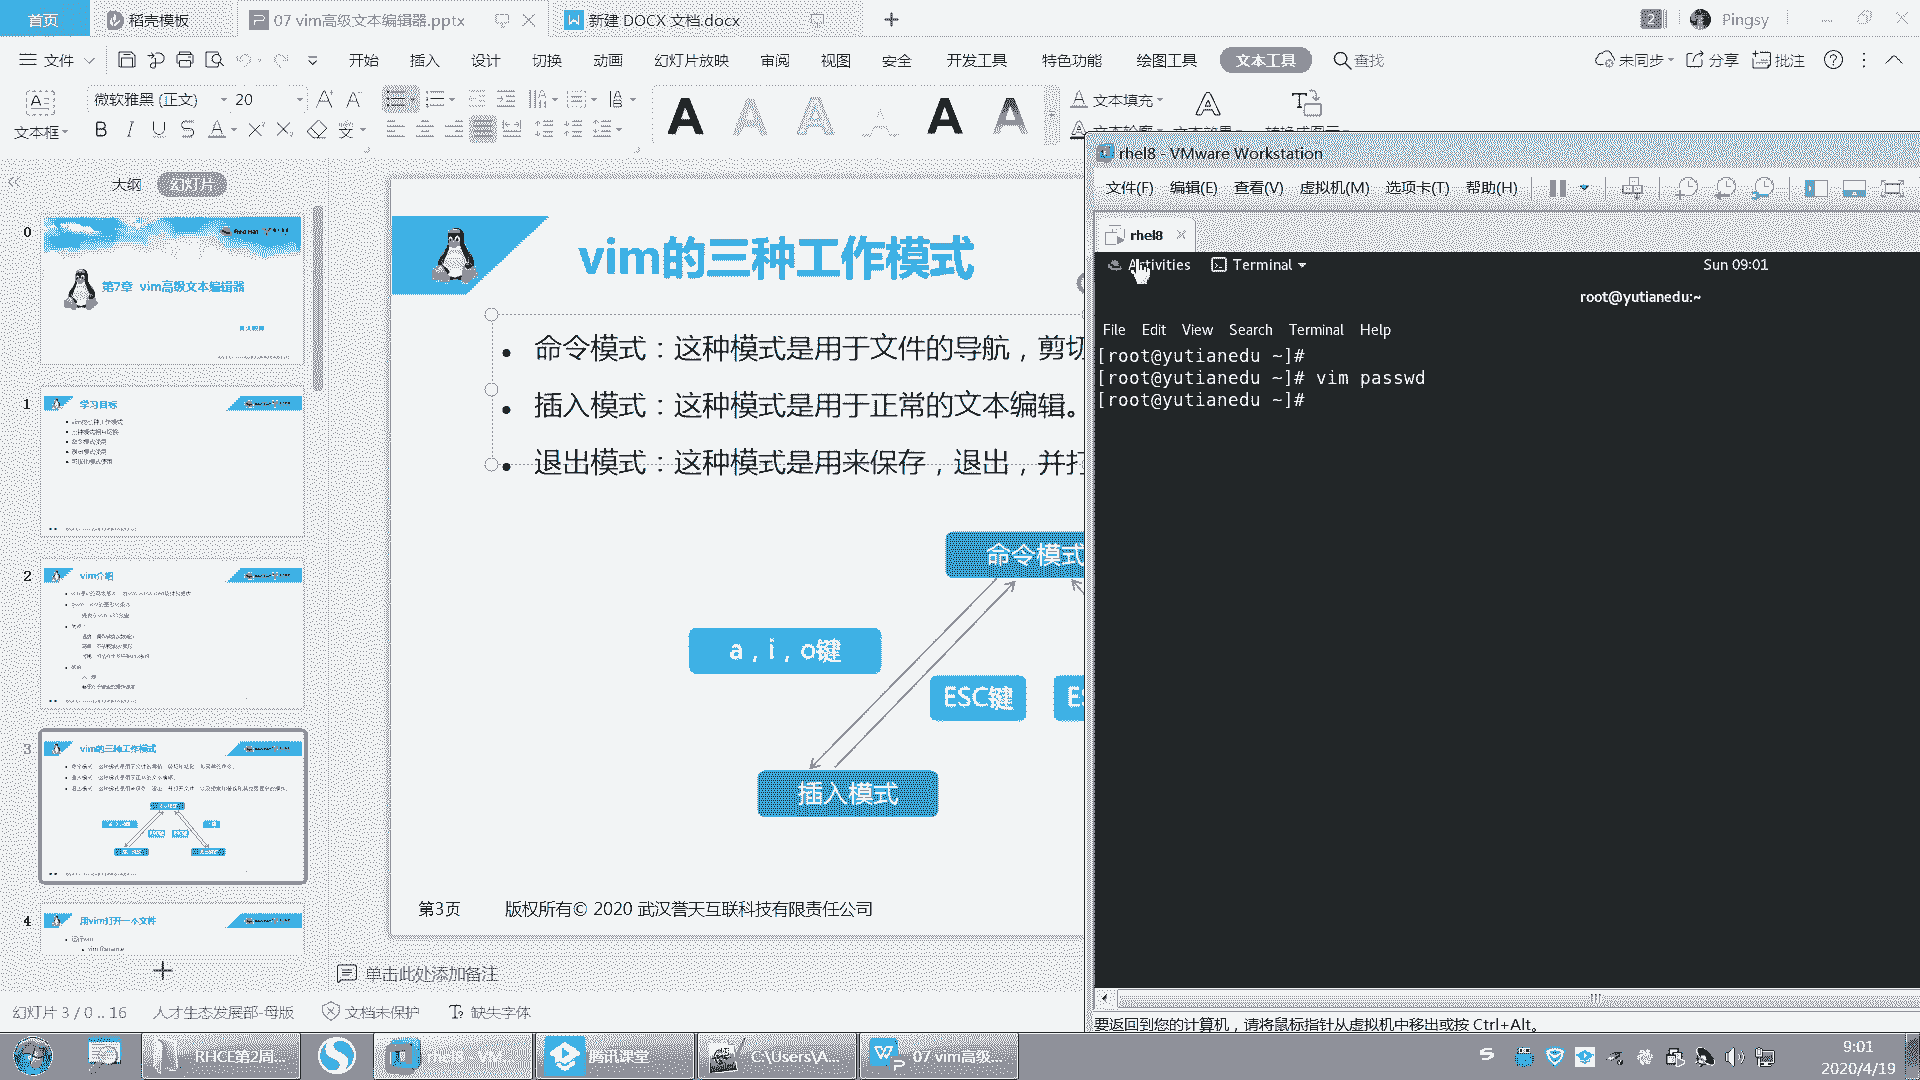 首页
稻壳模板
07 vim高级文本编辑器.pptx
新建 DOCX 文档.docx
2
Pingsy
文件
开始
插入
设计
切换
动画
幻灯片放映
审阅
视图
安全
开发工具
特色功能
绘图工具
文本工具
查找
未同步
分享
批注
文本框
微软雅黑 (正文)
20
文本填充
rhel8 - VMware Workstation
文件(F)
编辑(E)
查看(V)
虚拟机(M)
选项卡(T)
帮助(H)
rhel8
Activities
Terminal
Sun 09:01
root@yutianedu:~
File
Edit
View
Search
Terminal
Help
[root@yutianedu ~]#
[root@yutianedu ~]# vim passwd
[root@yutianedu ~]#
大纲
幻灯片
0
第7章 vim高级文本编辑器
1
学习目标
2
vim介绍
3
vim的三种工作模式
4
用vim打开一个文件
vim的三种工作模式
命令模式：这种模式是用于文件的导航，剪切
插入模式：这种模式是用于正常的文本编辑。
退出模式：这种模式是用来保存，退出，并打
命令模式
a，i，o键
ESC键
ES
插入模式
第3页
版权所有© 2020 武汉誉天互联科技有限责任公司
单击此处添加备注
幻灯片 3 / 0 .. 16
人才生态发展部-母版
文档未保护
缺失字体
要返回到您的计算机，请将鼠标指针从虚拟机中移出或按 Ctrl+Alt。
RHCE第2周...
rhel8 - VM...
腾讯课堂
C:\Users\A...
07 vim高级...
9:01
2020/4/19